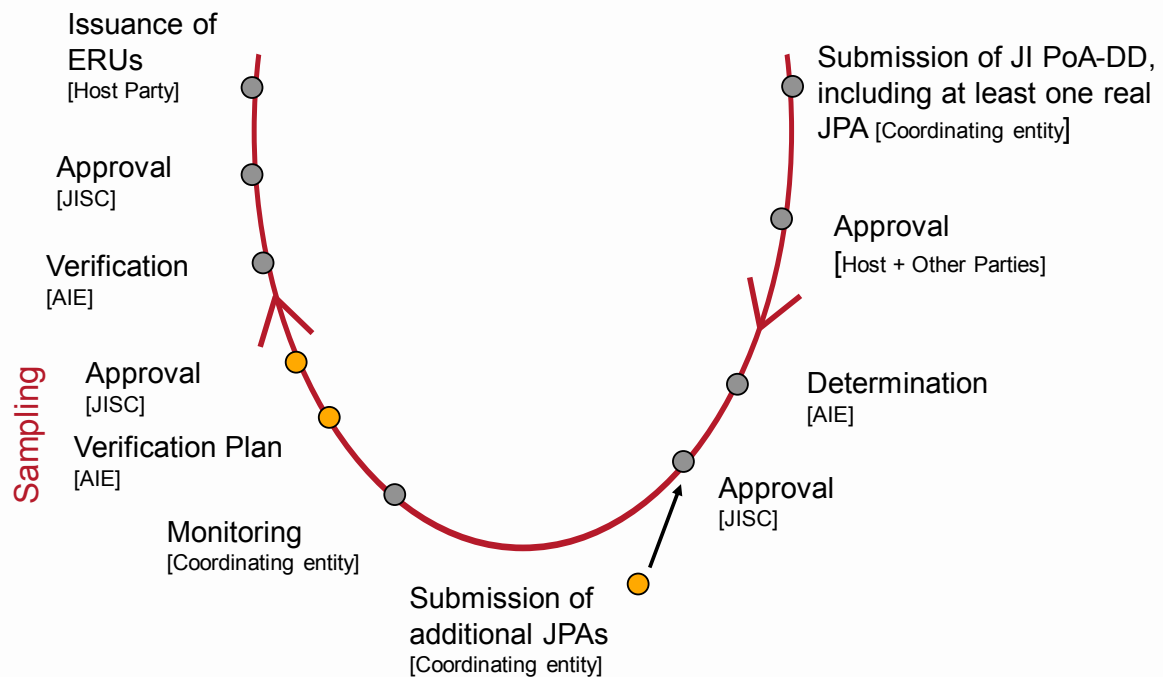 Issuance of
ERUs
[Host Party]
Approval
[JISC]
Verification
[AIE]
Sampling
Approval
[JISC]
Verification Plan
[AIE]
Monitoring
[Coordinating entity]
Submission of
additional JPAs
[Coordinating entity]
Submission of JI PoA-DD,
including at least one real
JPA [Coordinating entity]
Approval
[Host + Other Parties]
Determination
[AIE]
Approval
[JISC]